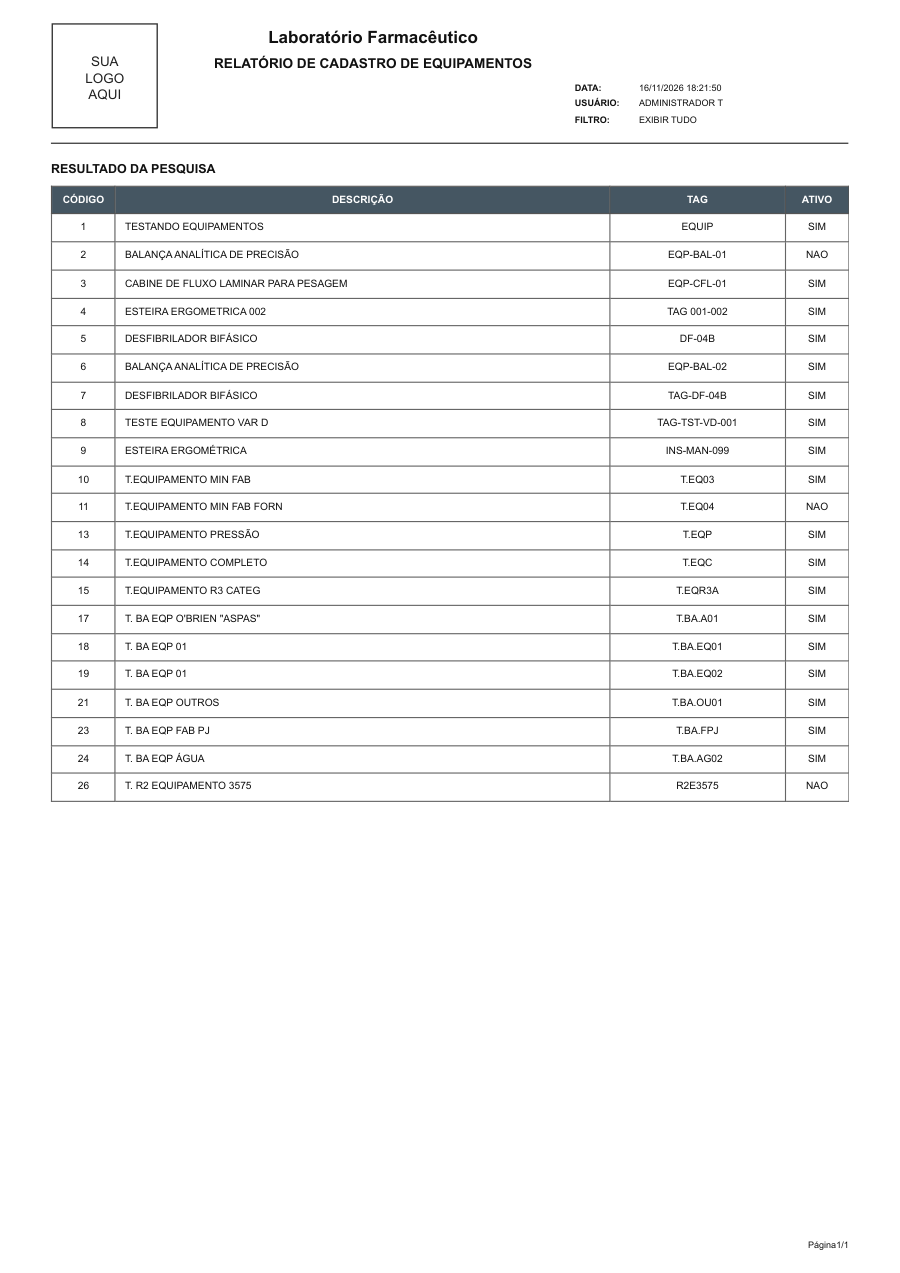 SUA
LOGO
AQUI
Laboratório Farmacêutico
RELATÓRIO DE CADASTRO DE EQUIPAMENTOS
DATA: 16/11/2026 18:21:50
USUÁRIO: ADMINISTRADOR T
FILTRO: EXIBIR TUDO
RESULTADO DA PESQUISA
CÓDIGO DESCRIÇÃO TAG ATIVO
1 TESTANDO EQUIPAMENTOS EQUIP SIM
2 BALANÇA ANALÍTICA DE PRECISÃO EQP-BAL-01 NAO
3 CABINE DE FLUXO LAMINAR PARA PESAGEM EQP-CFL-01 SIM
4 ESTEIRA ERGOMETRICA 002 TAG 001-002 SIM
5 DESFIBRILADOR BIFÁSICO DF-04B SIM
6 BALANÇA ANALÍTICA DE PRECISÃO EQP-BAL-02 SIM
7 DESFIBRILADOR BIFÁSICO TAG-DF-04B SIM
8 TESTE EQUIPAMENTO VAR D TAG-TST-VD-001 SIM
9 ESTEIRA ERGOMÉTRICA INS-MAN-099 SIM
10 T.EQUIPAMENTO MIN FAB T.EQ03 SIM
11 T.EQUIPAMENTO MIN FAB FORN T.EQ04 NAO
13 T.EQUIPAMENTO PRESSÃO T.EQP SIM
14 T.EQUIPAMENTO COMPLETO T.EQC SIM
15 T.EQUIPAMENTO R3 CATEG T.EQR3A SIM
17 T. BA EQP O'BRIEN "ASPAS" T.BA.A01 SIM
18 T. BA EQP 01 T.BA.EQ01 SIM
19 T. BA EQP 01 T.BA.EQ02 SIM
21 T. BA EQP OUTROS T.BA.OU01 SIM
23 T. BA EQP FAB PJ T.BA.FPJ SIM
24 T. BA EQP ÁGUA T.BA.AG02 SIM
26 T. R2 EQUIPAMENTO 3575 R2E3575 NAO
Página1/1